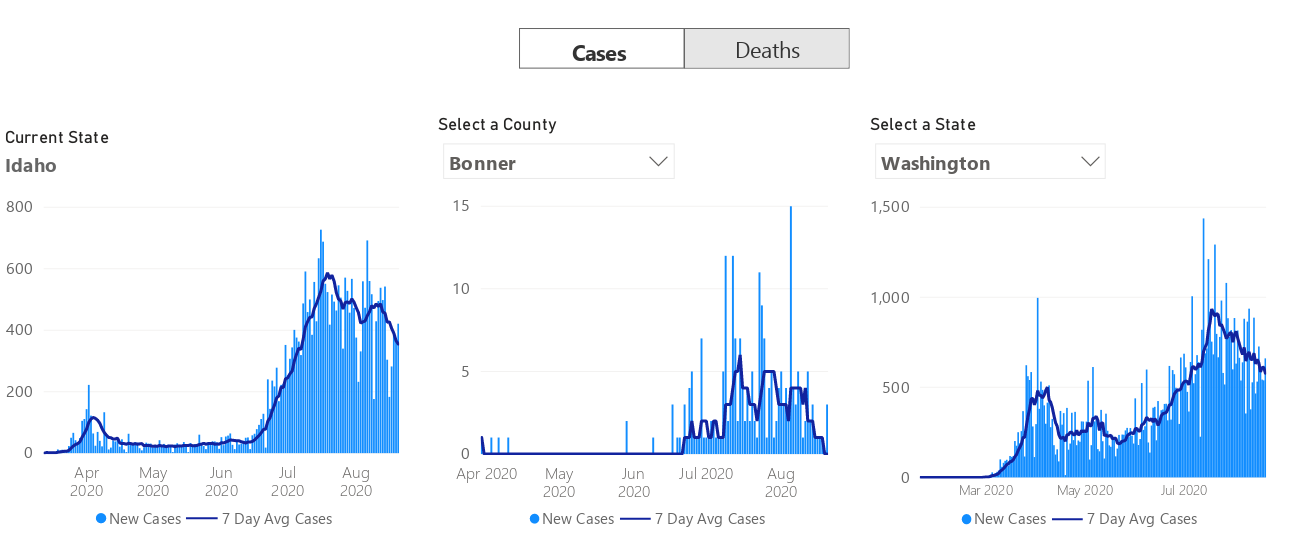 Cases Deaths
Current State
Idaho
800
600
400
200
0
Apr May Jun Jul Aug
2020 2020 2020 2020 2020
New Cases 7 Day Avg Cases
Select a County
Bonner
15
10
5
0
Apr 2020 May Jun Jul 2020 Aug
2020 2020 2020
New Cases 7 Day Avg Cases
Select a State
Washington
1,500
1,000
500
0
Mar 2020 May 2020 Jul 2020
New Cases 7 Day Avg Cases